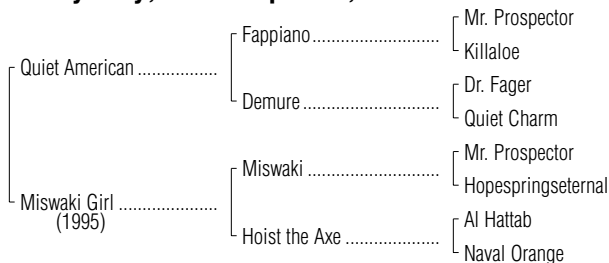 Mr. Prospector
Fappiano
Killaloe
Quiet American
Dr. Fager
Demure
Quiet Charm
Mr. Prospector
Miswaki
Hopespringseternal
Miswaki Girl
(1995)
Al Hattab
Hoist the Axe
Naval Orange